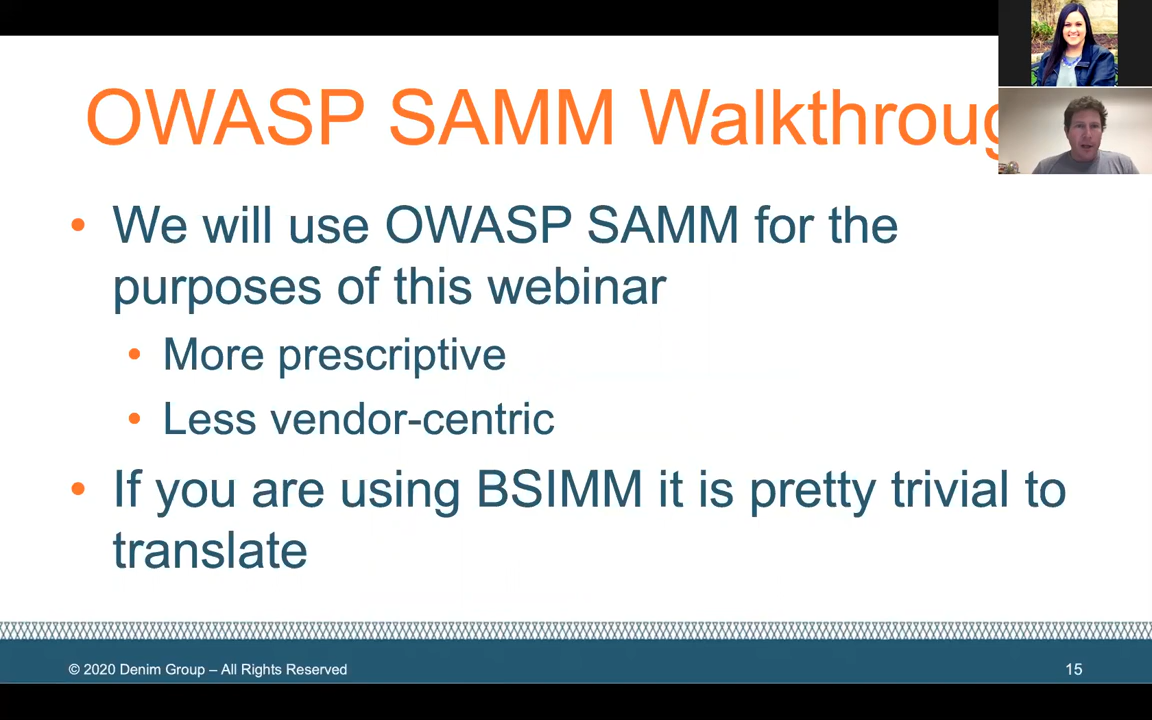 OWASP SAMM Walkthroug
We will use OWASP SAMM for the
purposes of this webinar
More prescriptive
Less vendor-centric
If you are using BSIMM it is pretty trivial to
translate
© 2020 Denim Group – All Rights Reserved
15